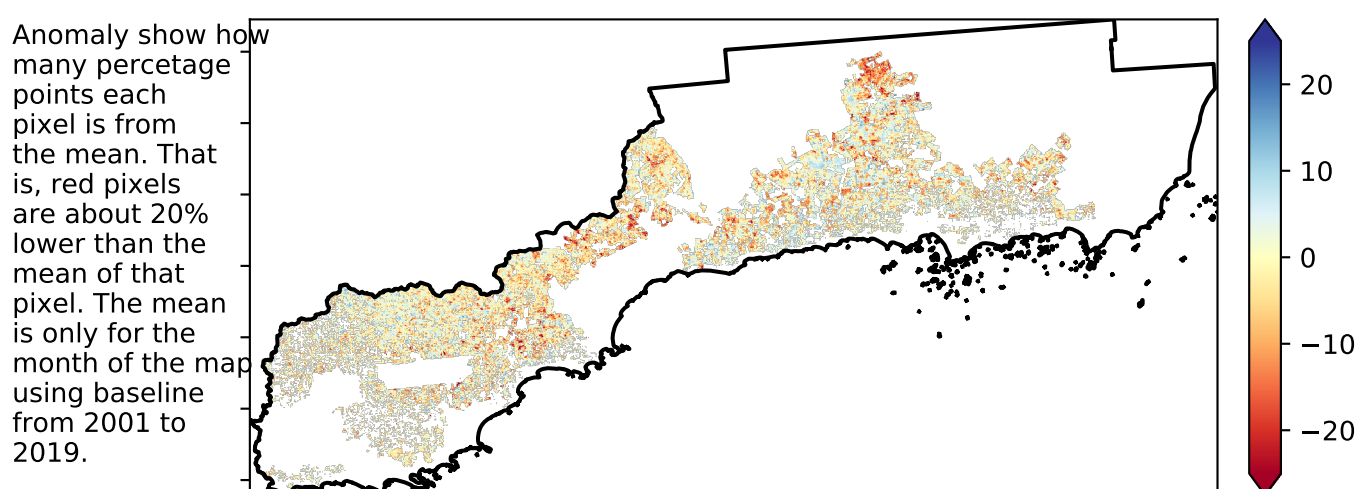 Anomaly show how
many percetage
points each
pixel is from
the mean. That
is, red pixels
are about 20%
lower than the
mean of that
pixel. The mean
is only for the
month of the map
using baseline
from 2001 to
2019.
20
10
0
−10
−20